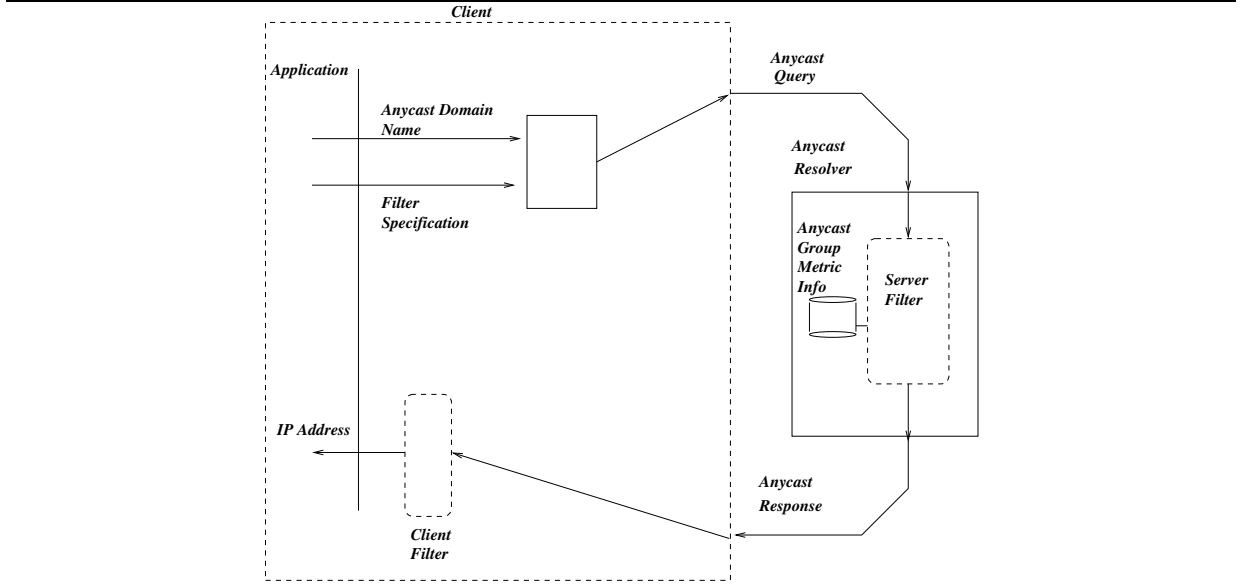 Client
Application
Anycast Domain
Name
Filter
Specification
Anycast
Query
Anycast
Resolver
Anycast
Group
Metric
Info
Server
Filter
IP Address
Client
Filter
Anycast
Response